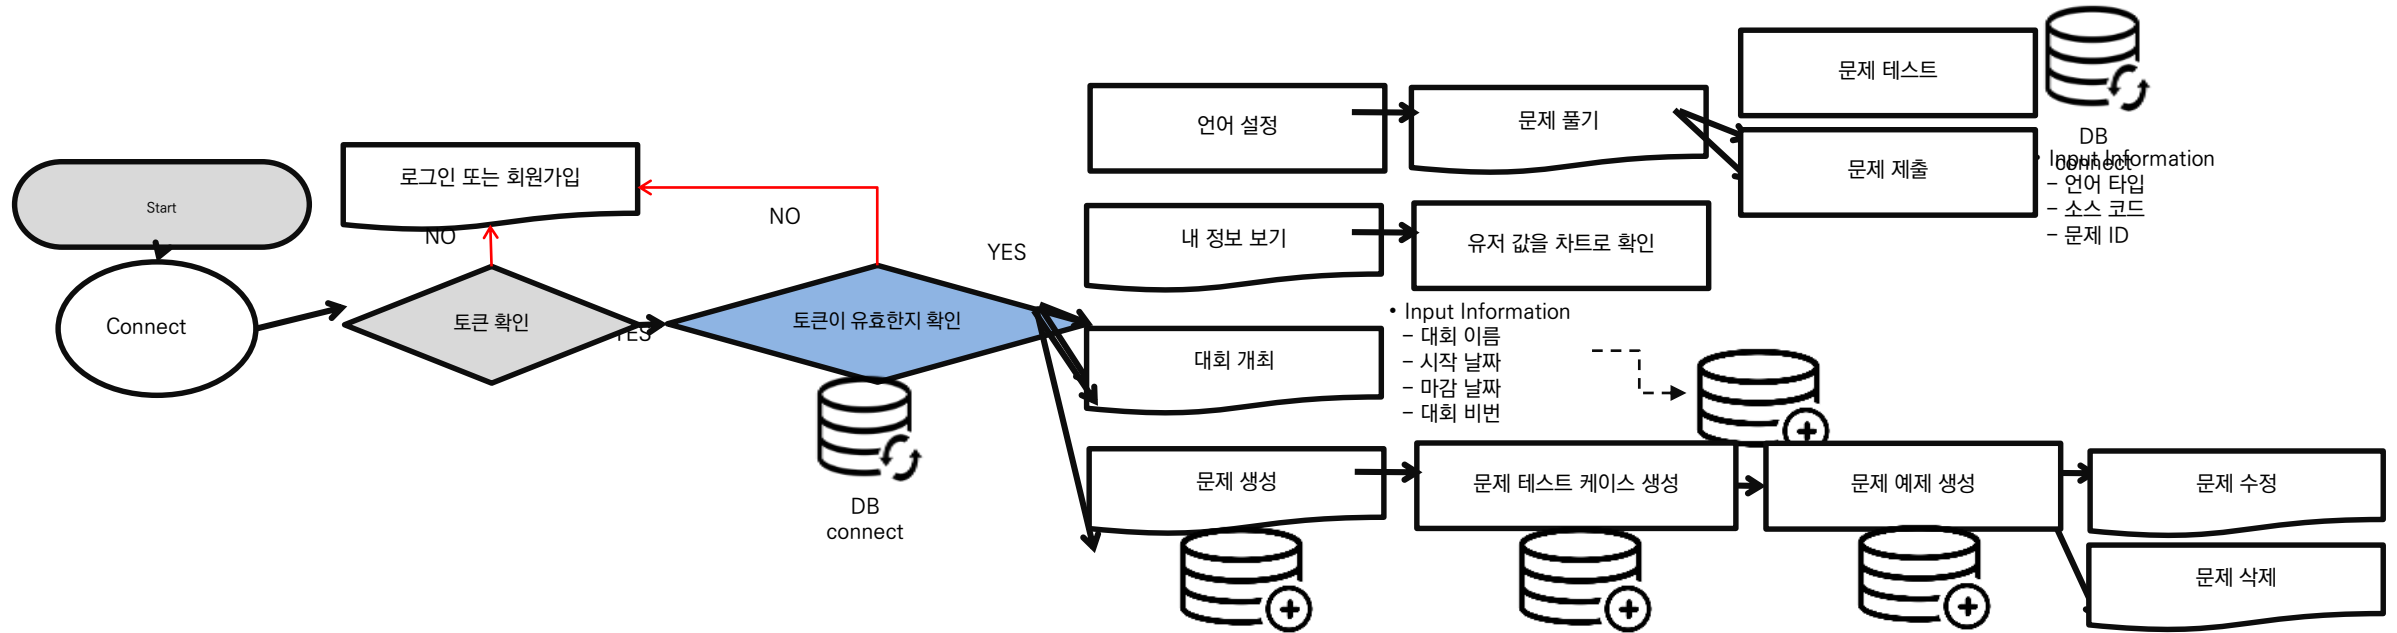 Start
Connect
로그인 또는 회원가입
NO
토큰 확인
YES
NO
토큰이 유효한지 확인
DB
connect
YES
언어 설정
문제 풀기
문제 테스트
문제 제출
DB
connect
• Input Information
– 언어 타입
– 소스 코드
– 문제 ID
내 정보 보기
유저 값을 차트로 확인
대회 개최
• Input Information
– 대회 이름
– 시작 날짜
– 마감 날짜
– 대회 비번
문제 생성
문제 테스트 케이스 생성
문제 예제 생성
문제 수정
문제 삭제